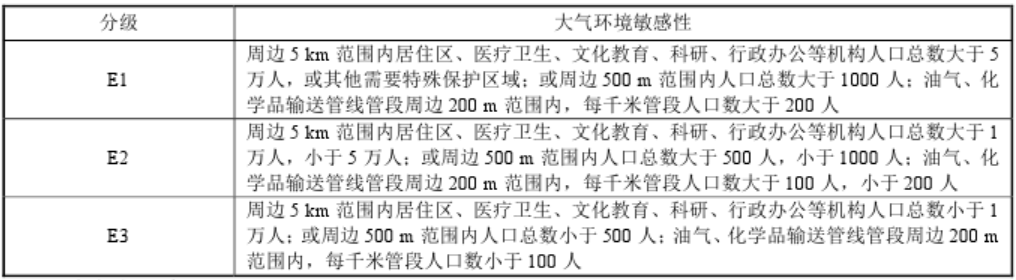 分级 大气环境敏感性
周边 5 km 范围内居住区、医疗卫生、文化教育、科研、行政办公等机构人口总数大于 5
E1 万人，或其他需要特殊保护区域；或周边 500 m 范围内人口总数大于 1000 人；油气、化
学品输送管线管段周边 200 m 范围内，每千米管段人口数大于 200 人
周边 5 km 范围内居住区、医疗卫生、文化教育、科研、行政办公等机构人口总数大于 1
E2 万人，小于 5 万人；或周边 500 m 范围内人口总数大于 500 人，小于 1000 人；油气、化
学品输送管线管段周边 200 m 范围内，每千米管段人口数大于 100 人，小于 200 人
周边 5 km 范围内居住区、医疗卫生、文化教育、科研、行政办公等机构人口总数小于 1
E3 万人；或周边 500 m 范围内人口总数小于 500 人；油气、化学品输送管线管段周边 200 m
范围内，每千米管段人口数小于 100 人